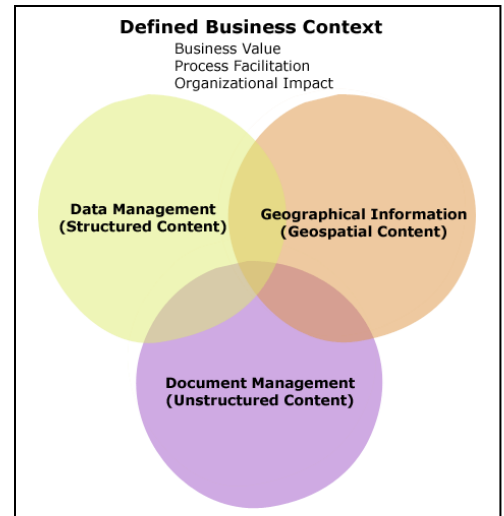 Defined Business Context
Business Value
Process Facilitation
Organizational Impact
Data Management
(Structured Content)
Geographical Information
(Geospatial Content)
Document Management
(Unstructured Content)